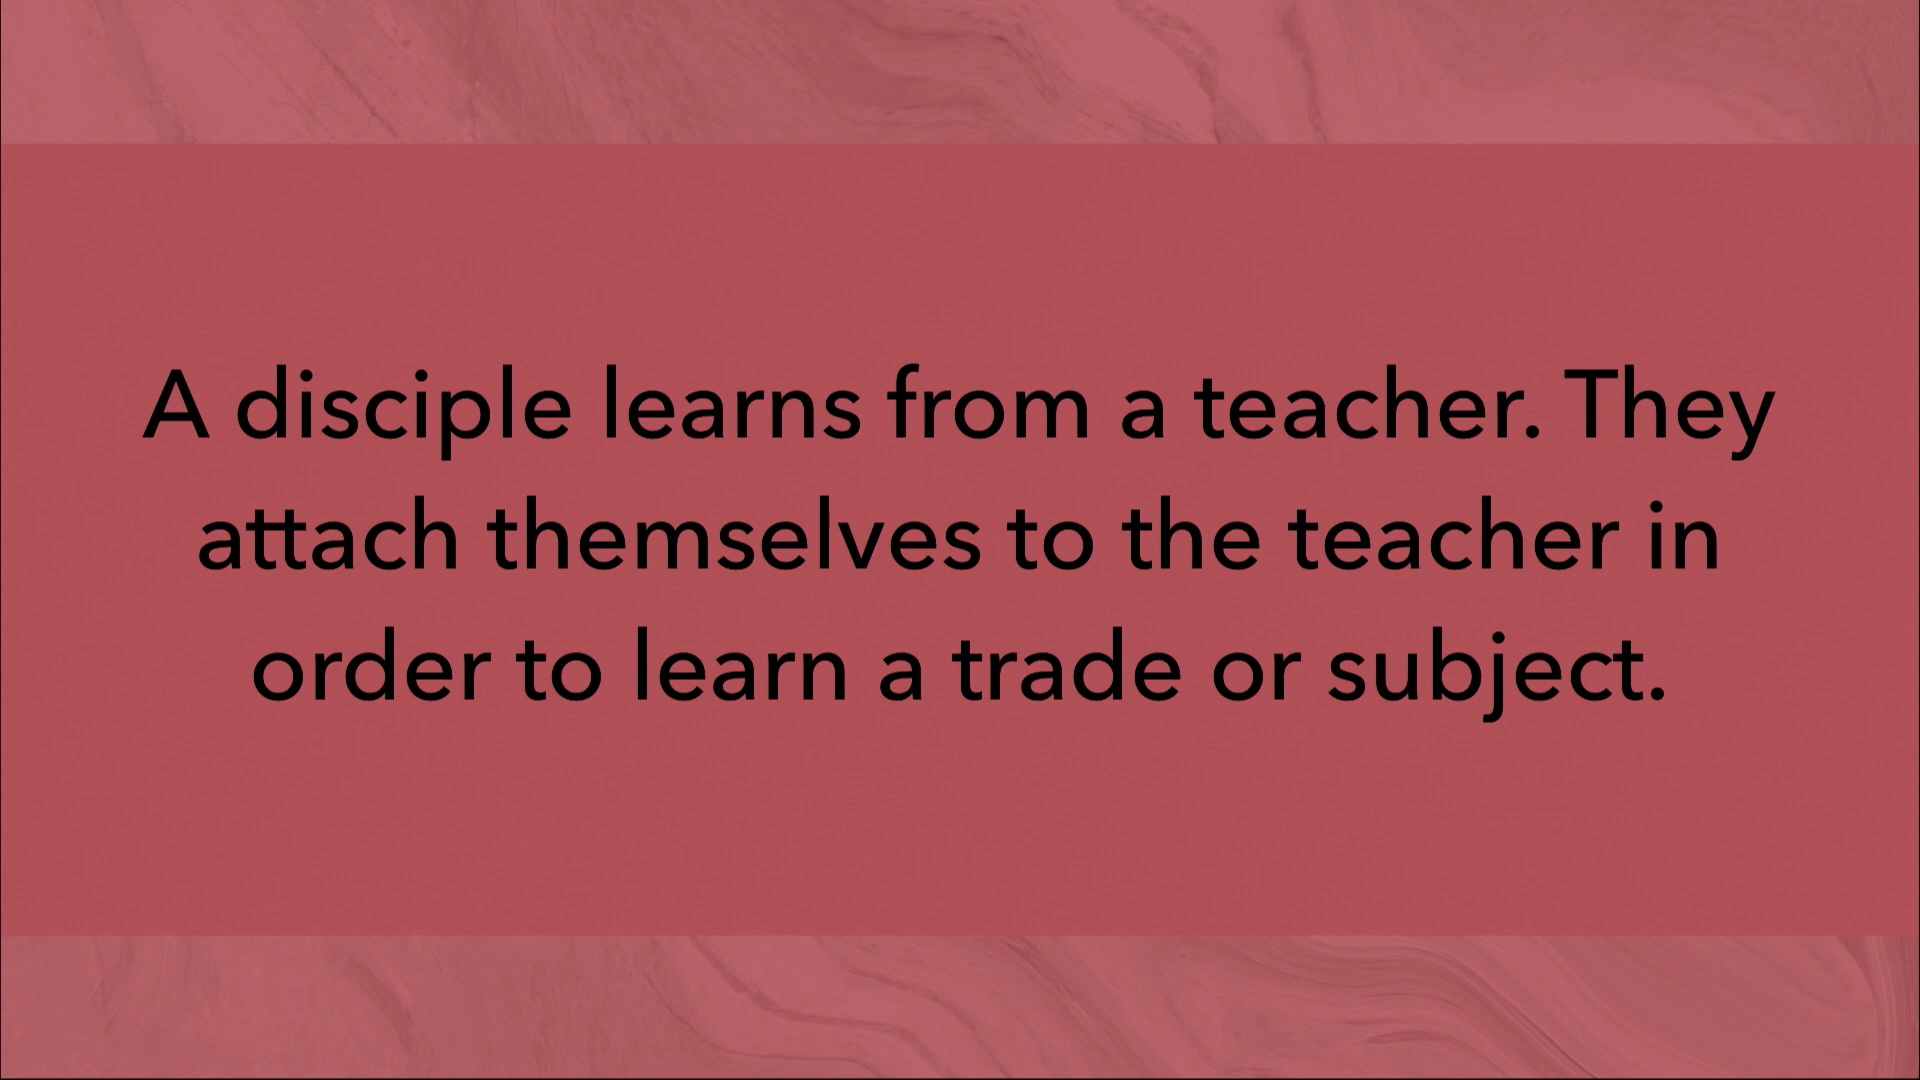 A disciple learns from a teacher. They
attach themselves to the teacher in
order to learn a trade or subject.